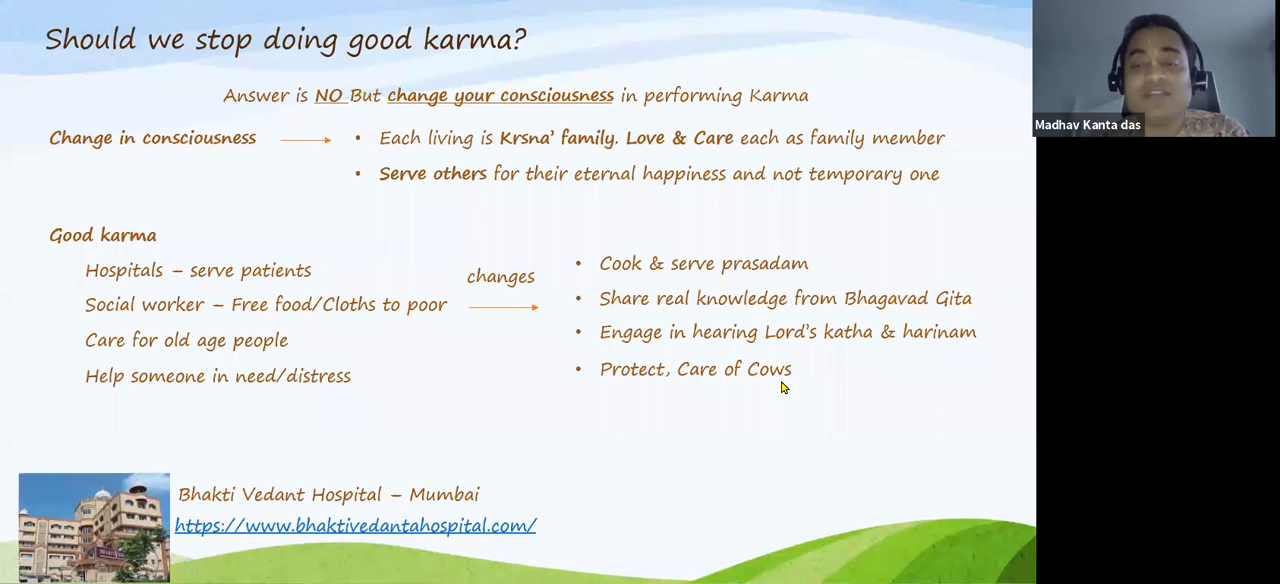 Should we stop doing good karma?
Answer is NO But change your consciousness in performing Karma
Change in consciousness
• Each living is Krsna' family. Love & Care each as family member
• Serve others for their eternal happiness and not temporary one
Good karma
Hospitals – serve patients
Social worker – Free food/Cloths to poor
Care for old age people
Help someone in need/distress
changes
• Cook & serve prasadam
• Share real knowledge from Bhagavad Gita
• Engage in hearing Lord's katha & harinam
• Protect, Care of Cows
Bhakti Vedant Hospital – Mumbai
https://www.bhaktivedantahospital.com/
Madhav Kanta das